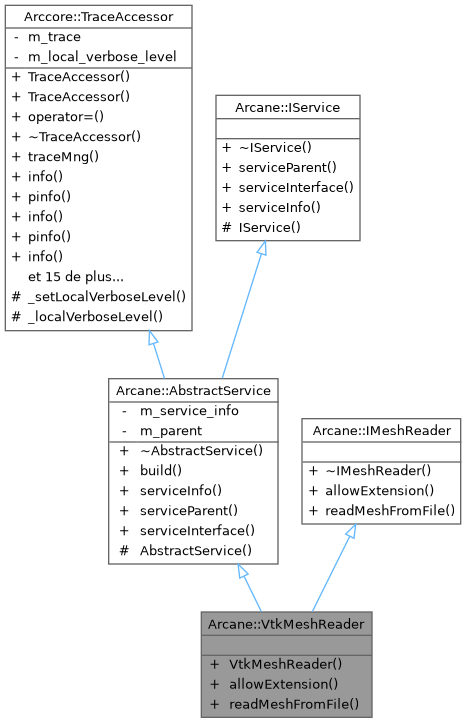 Arccore::TraceAccessor
- m_trace
- m_local_verbose_level
+ TraceAccessor()
+ TraceAccessor()
+ operator=()
+ ~TraceAccessor()
+ traceMng()
+ info()
+ pinfo()
+ info()
+ pinfo()
+ info()
et 15 de plus...
# _setLocalVerboseLevel()
# _localVerboseLevel()
Arcane::IService
+ ~IService()
+ serviceParent()
+ serviceInterface()
+ serviceInfo()
# IService()
Arcane::AbstractService
- m_service_info
- m_parent
+ ~AbstractService()
+ build()
+ serviceInfo()
+ serviceParent()
+ serviceInterface()
# AbstractService()
Arcane::IMeshReader
+ ~IMeshReader()
+ allowExtension()
+ readMeshFromFile()
Arcane::VtkMeshReader
+ VtkMeshReader()
+ allowExtension()
+ readMeshFromFile()